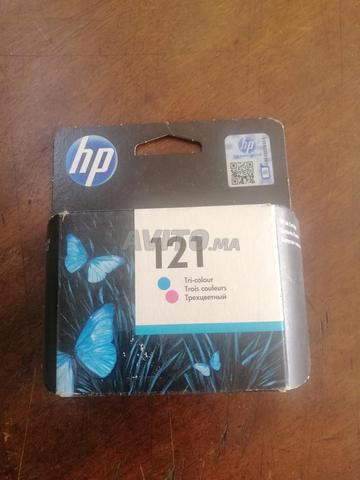 hp
AVITO.ma
121
Tri-colour
Trois couleurs
Трехцветный